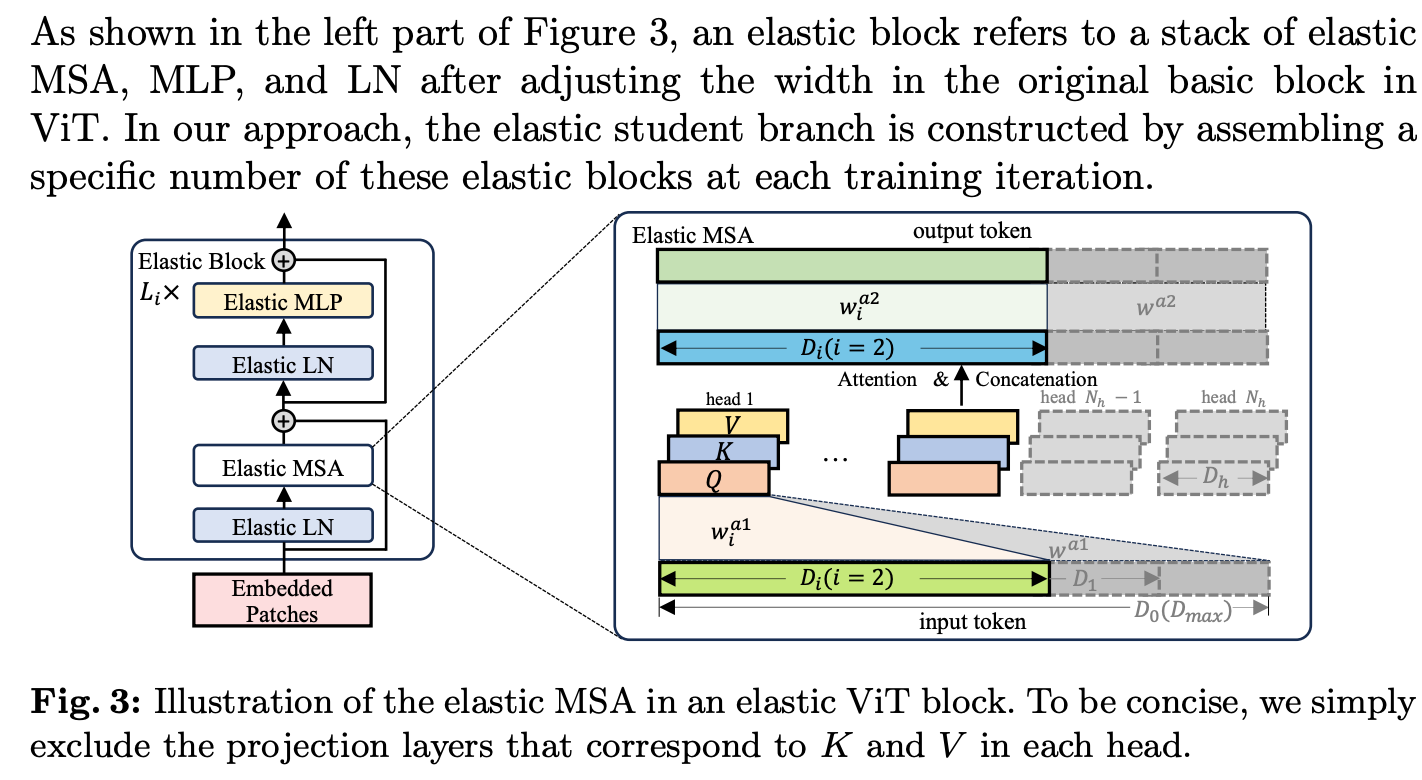 As shown in the left part of Figure 3, an elastic block refers to a stack of elastic
MSA, MLP, and LN after adjusting the width in the original basic block in
ViT. In our approach, the elastic student branch is constructed by assembling a
specific number of these elastic blocks at each training iteration.
Elastic Block
+
L_i×
Elastic MLP
Elastic LN
+
Elastic MSA
Elastic LN
Embedded
Patches
Elastic MSA
output token
w_i^{a2}
w^{a2}
D_i(i = 2)
Attention & Concatenation
head 1
head N_h − 1
head N_h
V
K
Q
...
D_h
w_i^{a1}
w^{a1}
D_i(i = 2)
D_1
D_0(D_{max})
input token
Fig. 3: Illustration of the elastic MSA in an elastic ViT block. To be concise, we simply
exclude the projection layers that correspond to K and V in each head.